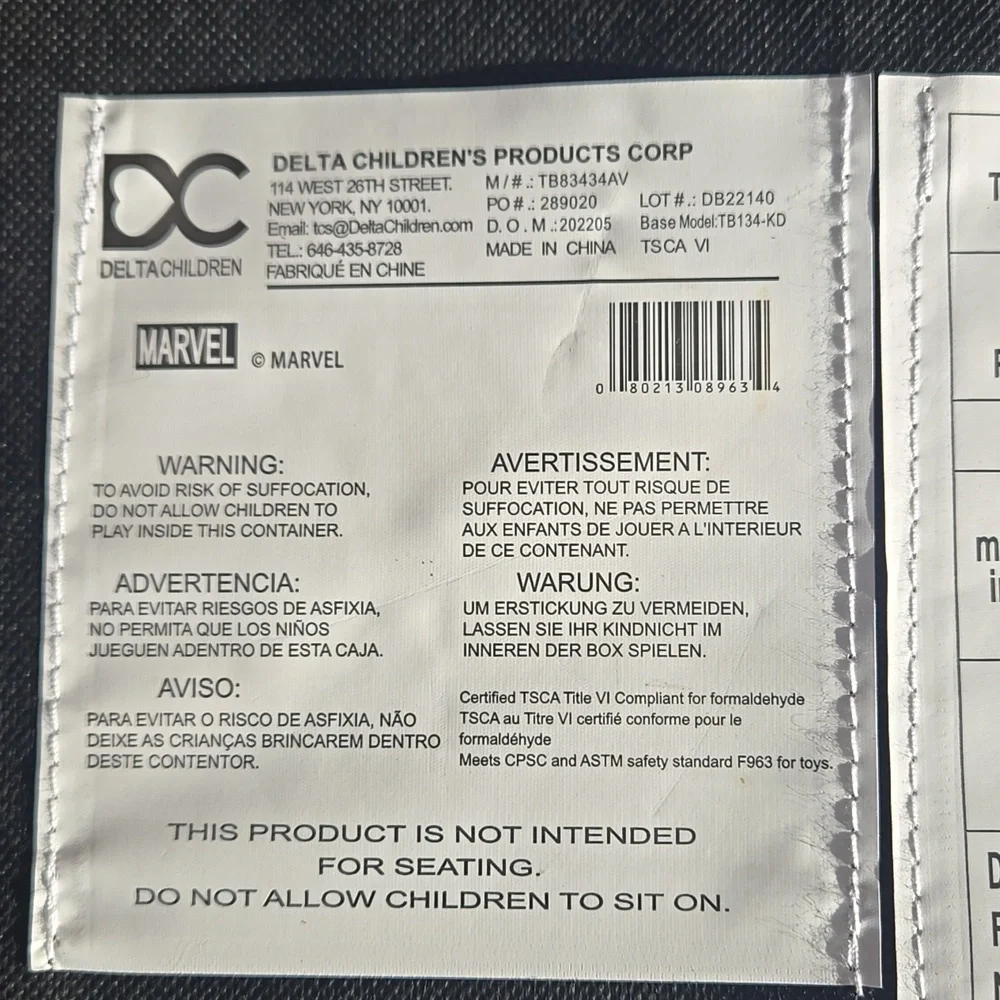 DC
DELTA CHILDREN
DELTA CHILDREN'S PRODUCTS CORP
114 WEST 26TH STREET.
NEW YORK, NY 10001.
Email: tcs@DeltaChildren.com
TEL.: 646-435-8728
FABRIQUÉ EN CHINE
M/#.: TB83434AV
PO#.: 289020
D.O.M.:202205
MADE IN CHINA
LOT#.: DB22140
Base Model:TB134-KD
TSCA VI
MARVEL
© MARVEL
0 80213 08963 4
WARNING:
TO AVOID RISK OF SUFFOCATION,
DO NOT ALLOW CHILDREN TO
PLAY INSIDE THIS CONTAINER.
AVERTISSEMENT:
POUR EVITER TOUT RISQUE DE
SUFFOCATION, NE PAS PERMETTRE
AUX ENFANTS DE JOUER A L'INTERIEUR
DE CE CONTENANT.
ADVERTENCIA:
PARA EVITAR RIESGOS DE ASFIXIA,
NO PERMITA QUE LOS NIÑOS
JUEGUEN ADENTRO DE ESTA CAJA.
WARUNG:
UM ERSTICKUNG ZU VERMEIDEN,
LASSEN SIE IHR KINDNICHT IM
INNEREN DER BOX SPIELEN.
AVISO:
PARA EVITAR O RISCO DE ASFIXIA, NÃO
DEIXE AS CRIANÇAS BRINCAREM DENTRO
DESTE CONTENTOR.
Certified TSCA Title VI Compliant for formaldehyde
TSCA au Titre VI certifié conforme pour le
formaldéhyde
Meets CPSC and ASTM safety standard F963 for toys.
THIS PRODUCT IS NOT INTENDED
FOR SEATING.
DO NOT ALLOW CHILDREN TO SIT ON.